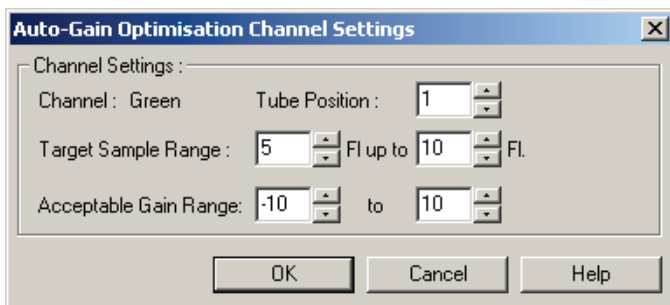 Auto-Gain Optimisation Channel Settings
Channel Settings :
Channel : Green Tube Position : 1
Target Sample Range : 5 Fl up to 10 Fl.
Acceptable Gain Range: -10 to 10
OK Cancel Help